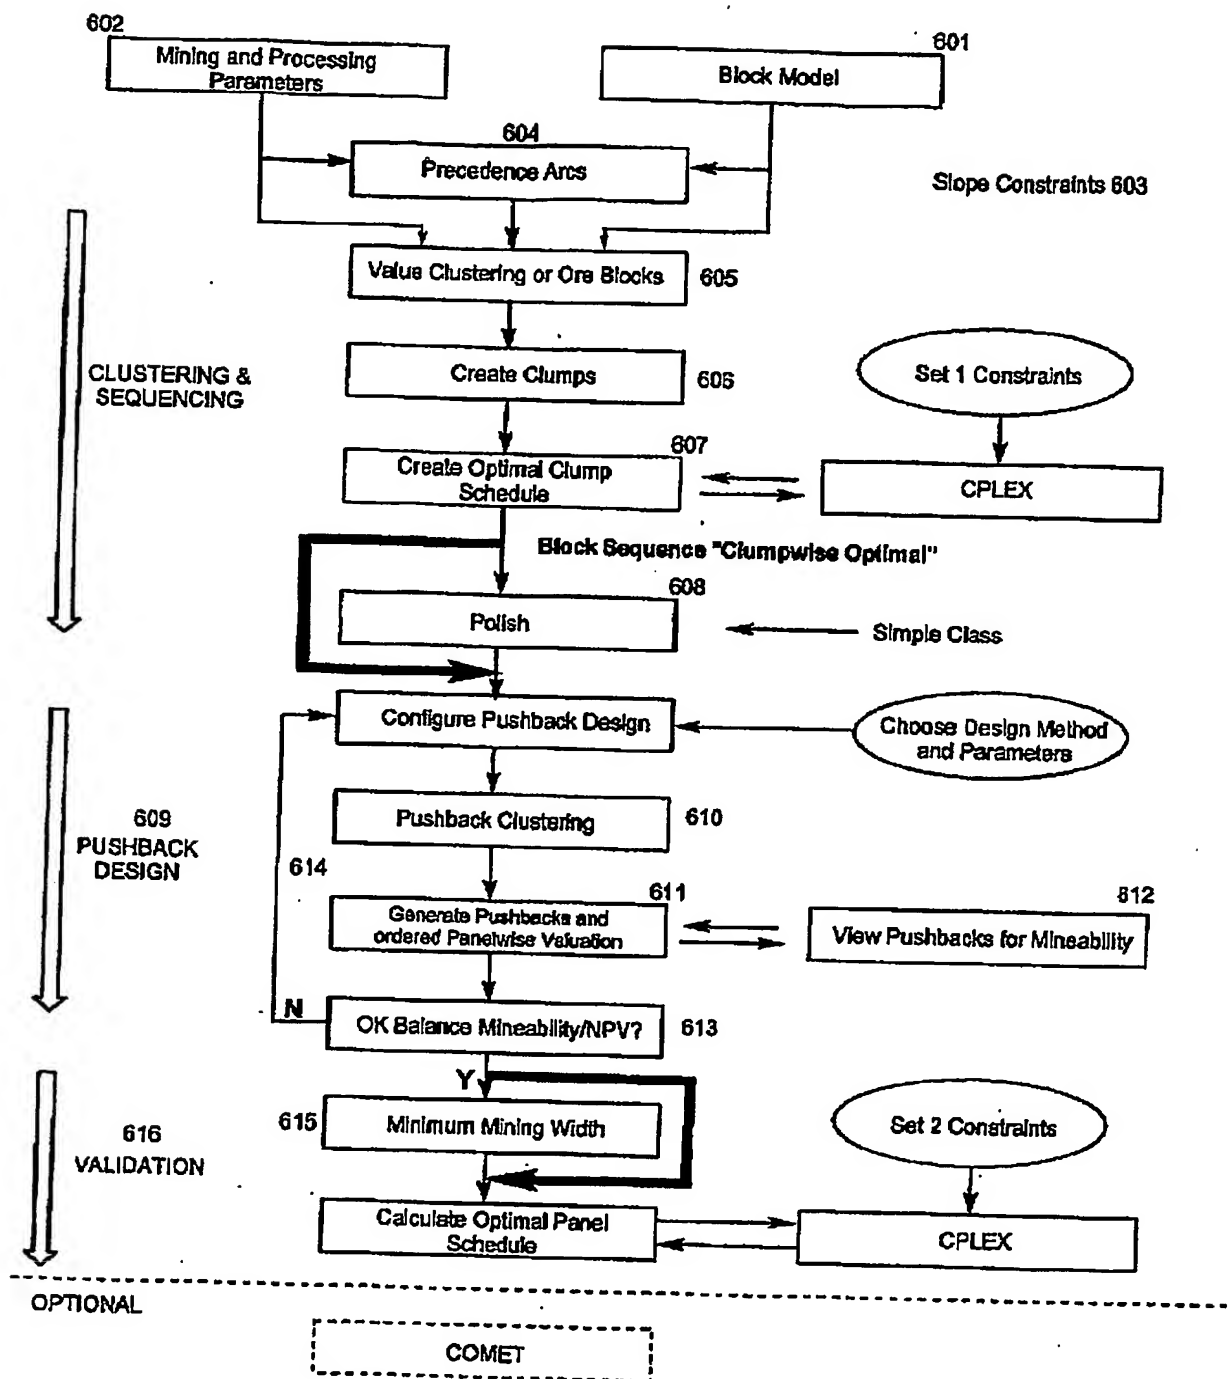 602
Mining and Processing
Parameters
601
Block Model
604
Precedence Arcs
Slope Constraints 603
Value Clustering or Ore Blocks
605
CLUSTERING &
SEQUENCING
Create Clumps
606
Set 1 Constraints
607
Create Optimal Clump
Schedule
CPLEX
Block Sequence "Clumpwise Optimal"
608
Polish
Simple Class
Configure Pushback Design
Choose Design Method
and Parameters
609
PUSHBACK
DESIGN
Pushback Clustering
610
614
611
Generate Pushbacks and
ordered Panelwise Valuation
612
View Pushbacks for Mineability
N
OK Balance Mineability/NPV?
613
Y
615
Minimum Mining Width
Set 2 Constraints
616
VALIDATION
Calculate Optimal Panel
Schedule
CPLEX
OPTIONAL
COMET